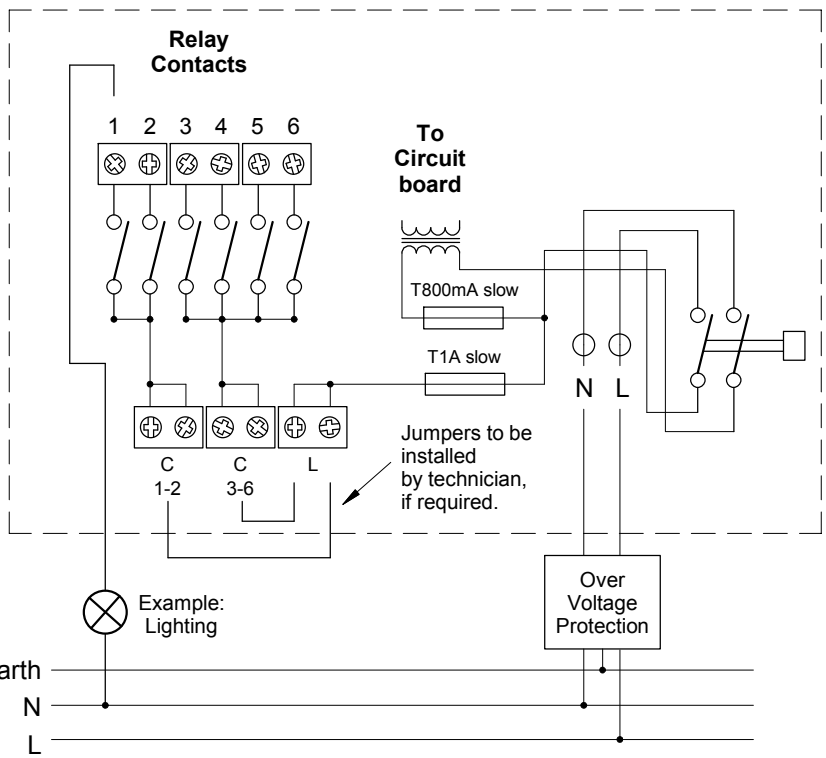 Relay
Contacts
1 2 3 4 5 6
To
Circuit
board
T800mA slow
T1A slow
N L
C
1-2
C
3-6
L
Jumpers to be
installed
by technician,
if required.
Over
Voltage
Protection
Example:
Lighting
arth
N
L